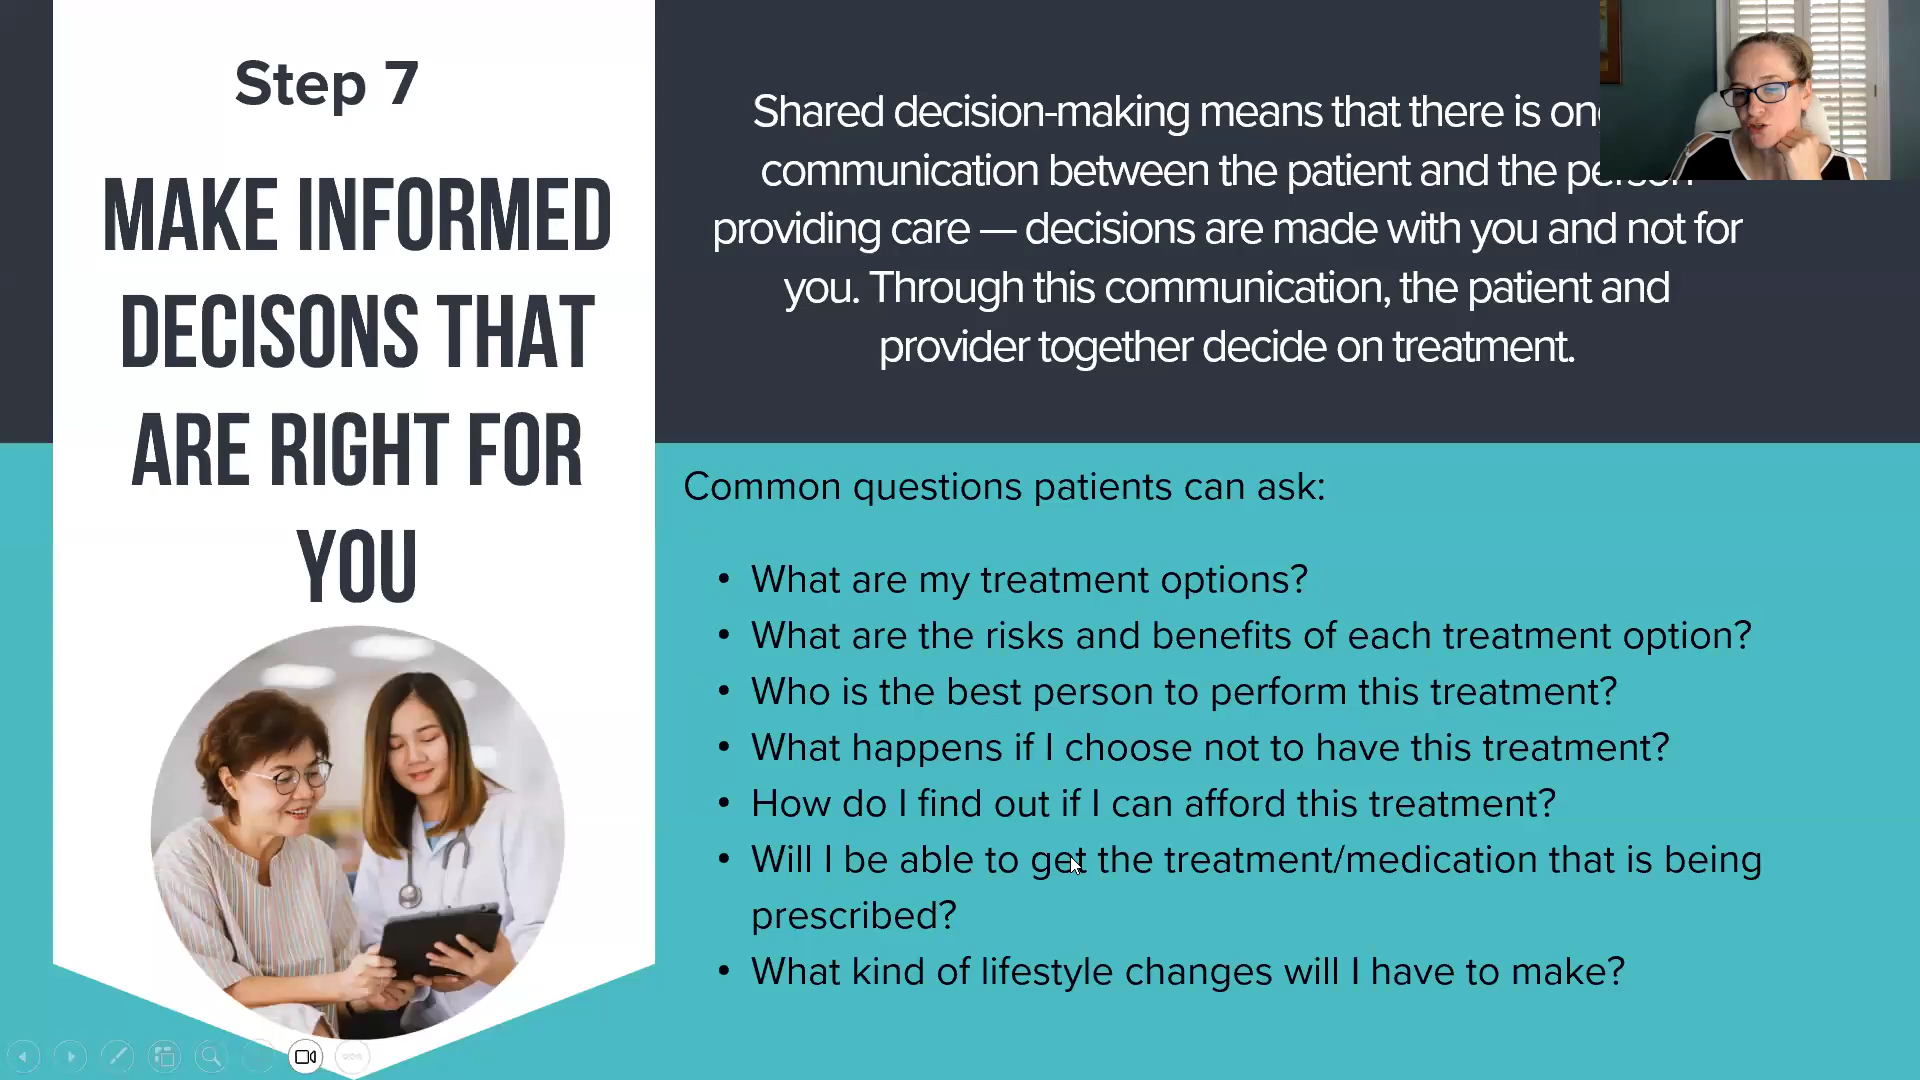 Step 7
MAKE INFORMED
DECISONS THAT
ARE RIGHT FOR
YOU
Shared decision-making means that there is
communication between the patient and the person
providing care — decisions are made with you and not for
you. Through this communication, the patient and
provider together decide on treatment.
Common questions patients can ask:
• What are my treatment options?
• What are the risks and benefits of each treatment option?
• Who is the best person to perform this treatment?
• What happens if I choose not to have this treatment?
• How do I find out if I can afford this treatment?
• Will I be able to get the treatment/medication that is being
prescribed?
• What kind of lifestyle changes will I have to make?